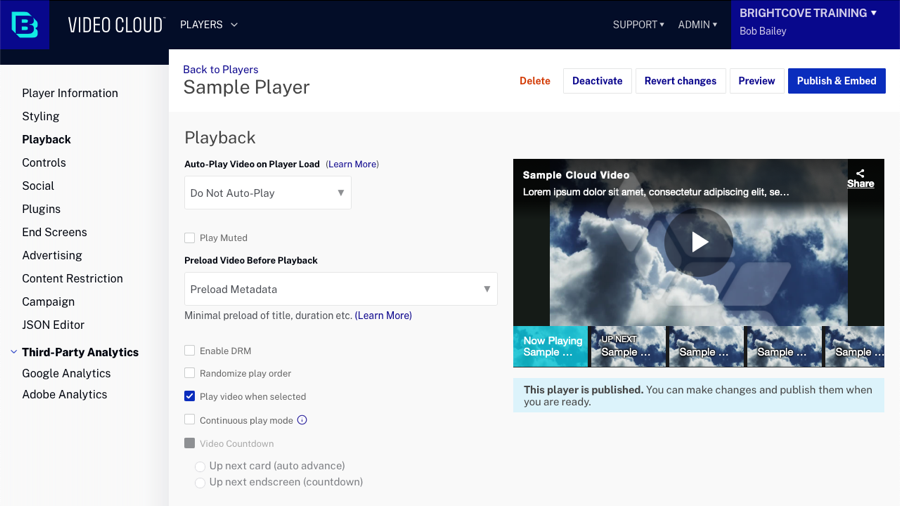 VIDEO CLOUD
PLAYERS
SUPPORT
ADMIN
BRIGHTCOVE TRAINING
Bob Bailey
Player Information
Styling
Playback
Controls
Social
Plugins
End Screens
Advertising
Content Restriction
Campaign
JSON Editor
Third-Party Analytics
Google Analytics
Adobe Analytics
Back to Players
Sample Player
Delete
Deactivate
Revert changes
Preview
Publish & Embed
Playback
Auto-Play Video on Player Load (Learn More)
Do Not Auto-Play
Play Muted
Preload Video Before Playback
Preload Metadata
Minimal preload of title, duration etc. (Learn More)
Enable DRM
Randomize play order
Play video when selected
Continuous play mode
Video Countdown
Up next card (auto advance)
Up next endscreen (countdown)
Sample Cloud Video
Lorem ipsum dolor sit amet, consectetur adipiscing elit, se...
Share
Now Playing
Sample ...
UP NEXT
Sample ...
Sample ...
Sample ...
Sample ...
This player is published. You can make changes and publish them when
you are ready.